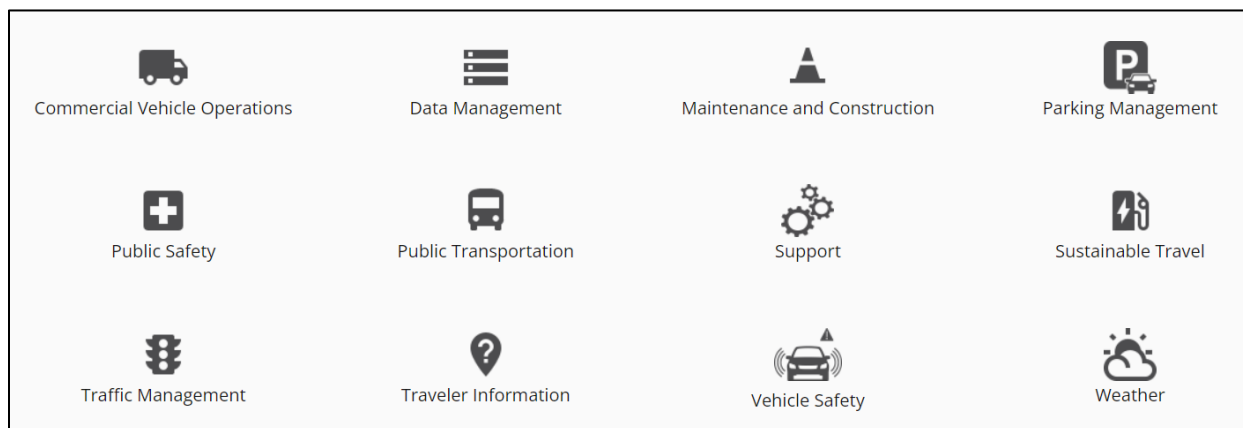 P
Commercial Vehicle Operations
Data Management
Maintenance and Construction
Parking Management
Public Safety
Public Transportation
Support
Sustainable Travel
?
Traffic Management
Traveler Information
Vehicle Safety
Weather